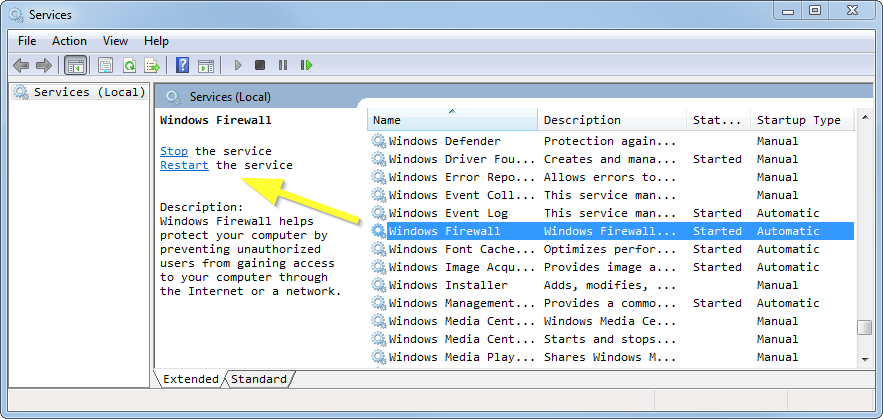 Services
File Action View Help
Services (Local)
Services (Local)
Windows Firewall
Stop the service
Restart the service
Description:
Windows Firewall helps
protect your computer by
preventing unauthorized
users from gaining access
to your computer through
the Internet or a network.
Name Description Stat... Startup Type
Windows Defender Protection again... Manual
Windows Driver Fou... Creates and mana... Started Manual
Windows Error Repo... Allows errors to... Manual
Windows Event Coll... This service man... Manual
Windows Event Log This service man... Started Automatic
Windows Firewall Windows Firewall... Started Automatic
Windows Font Cache... Optimizes perfor... Started Automatic
Windows Image Acqu... Provides image a... Started Automatic
Windows Installer Adds, modifies, ... Manual
Windows Management... Provides a commo... Started Automatic
Windows Media Cent... Windows Media Ce... Manual
Windows Media Cent... Starts and stops... Manual
Windows Media Play... Shares Windows M... Manual
Extended Standard